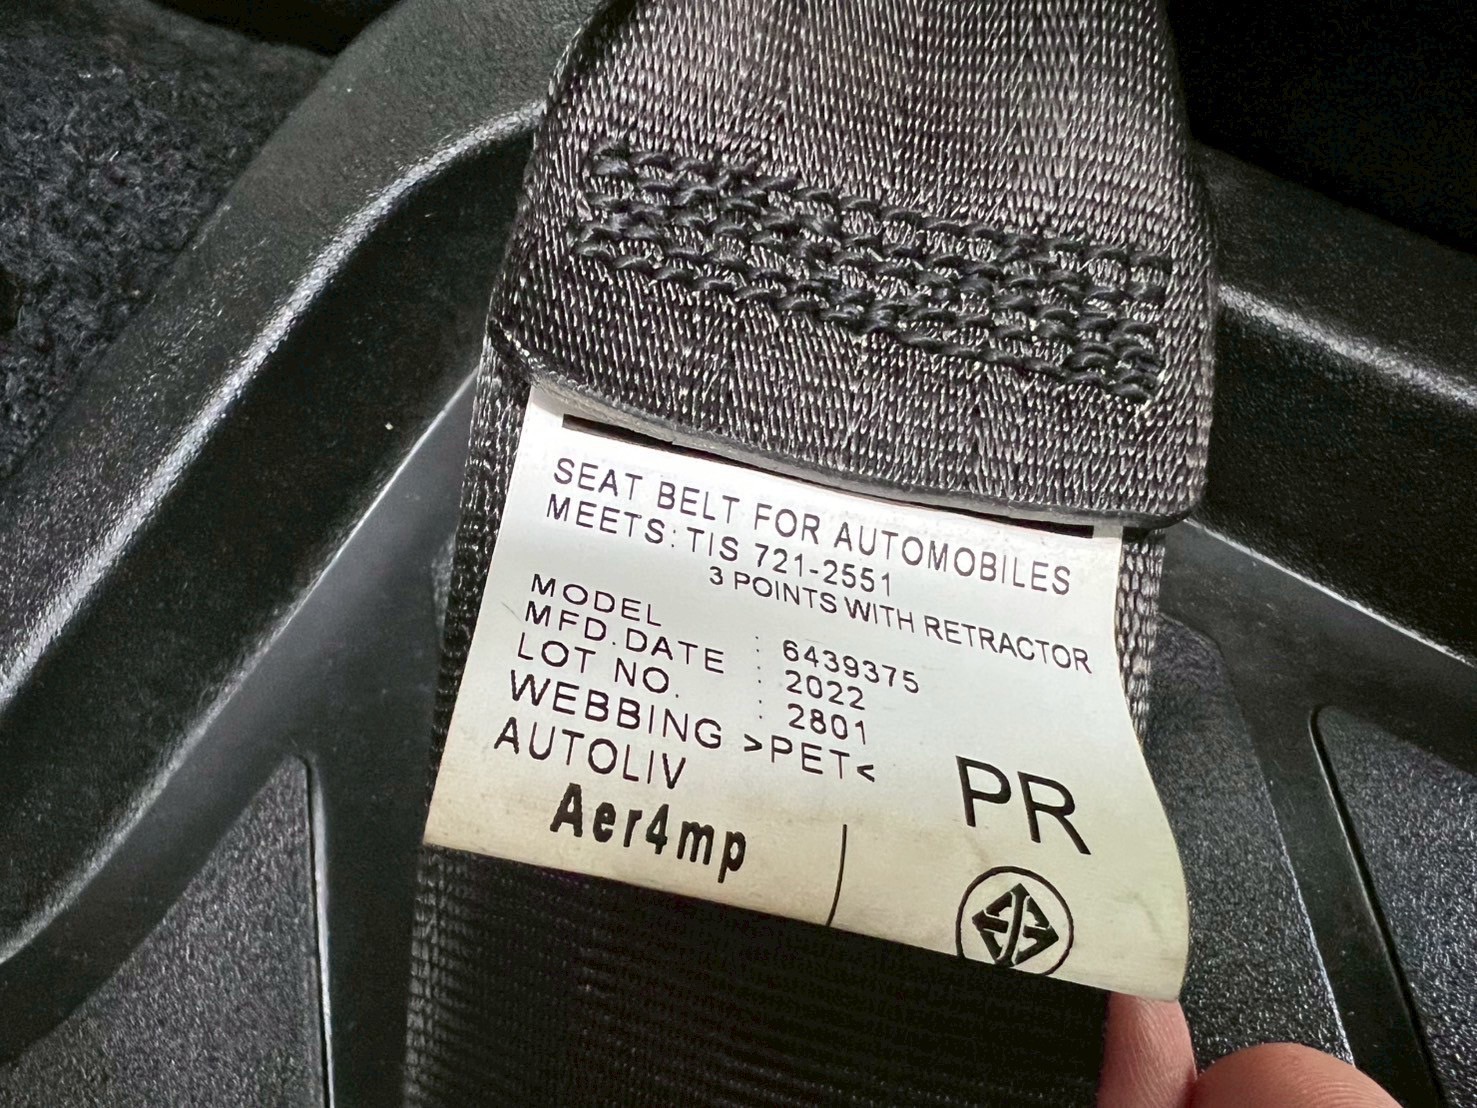 SEAT BELT FOR AUTOMOBILES
MEETS: TIS 721-2551
3 POINTS WITH RETRACTOR
MODEL : 6439375
MFD. DATE : 2022
LOT NO. : 2801
WEBBING >PET<
AUTOLIV
PR
Aer4mp